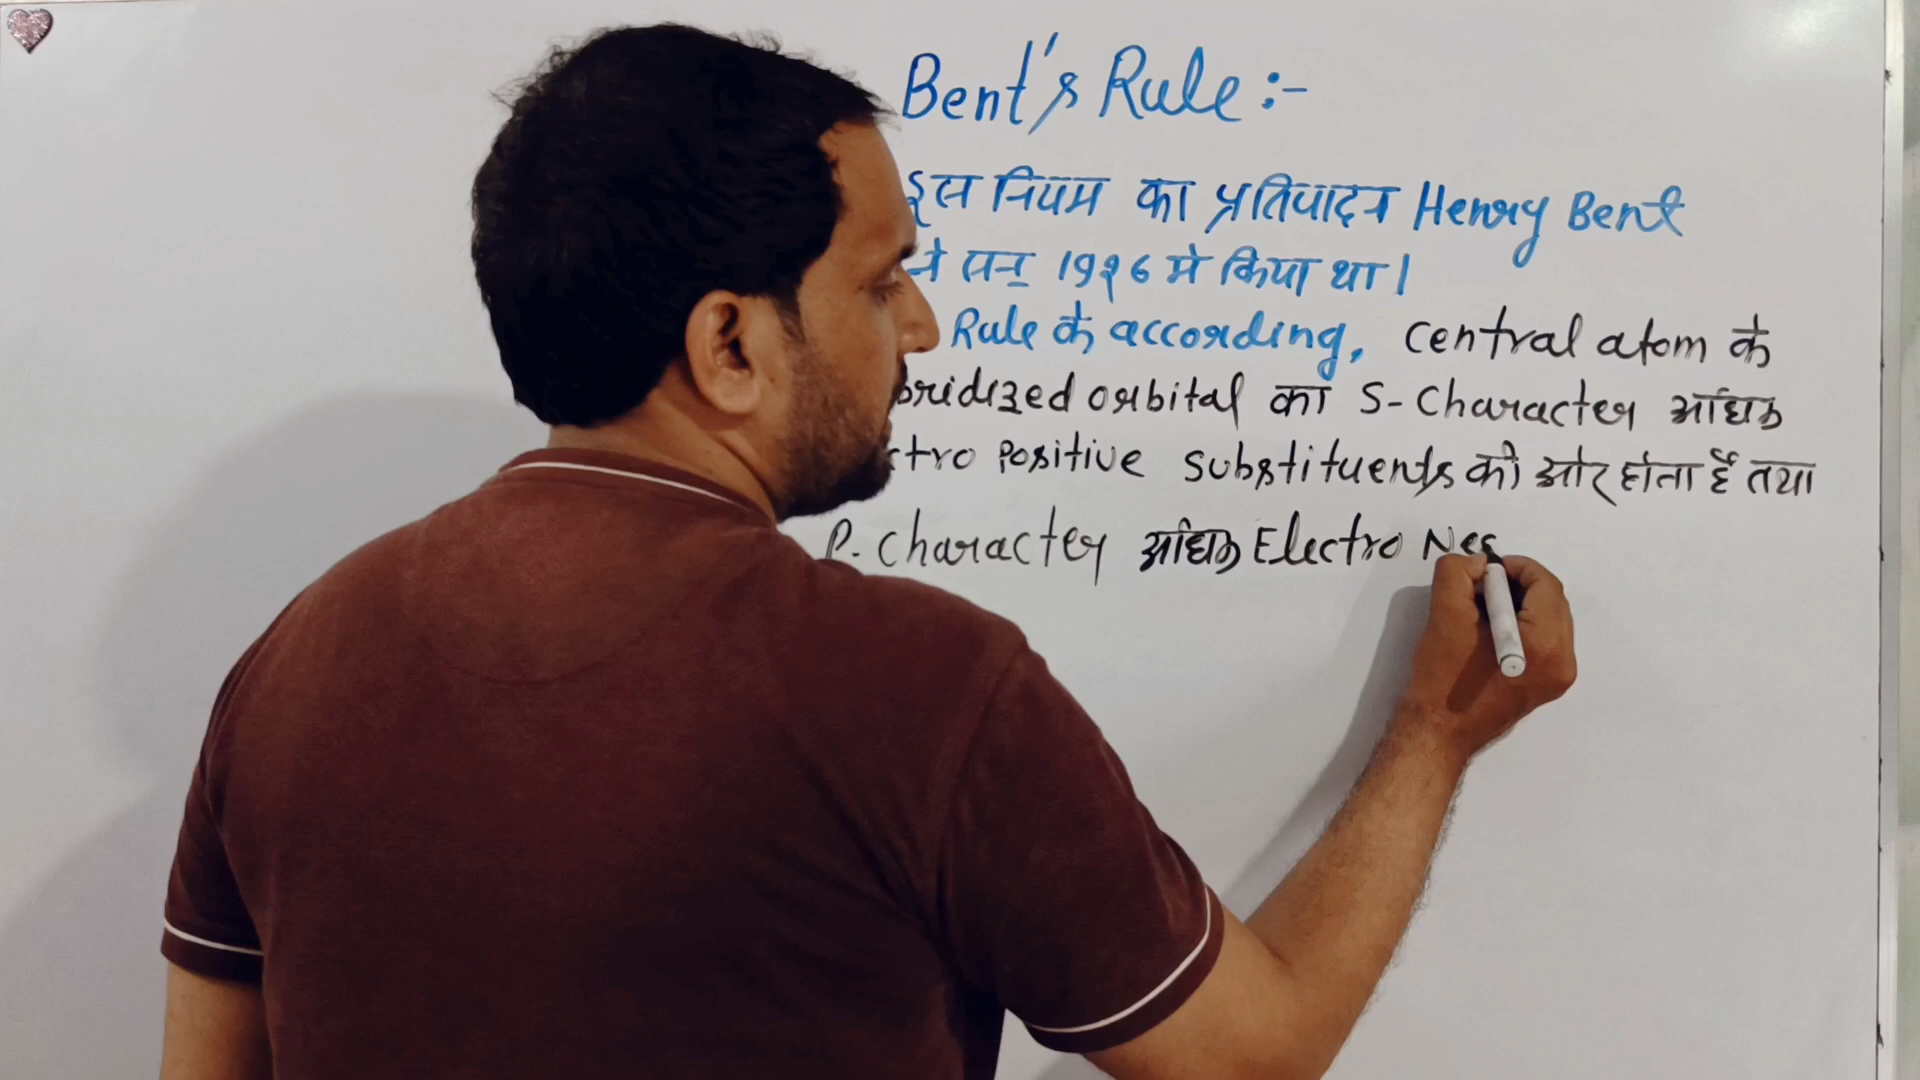 Bent's Rule :-
इस नियम का प्रतिपादन Henry Bent
ने सन् 1926 मे किया था।
Rule के according, central atom के
bridized orbital का S-Character अधिक
ctro Positive Substituents की ओर होता है तथा
P. Character अधिक Electro Neg